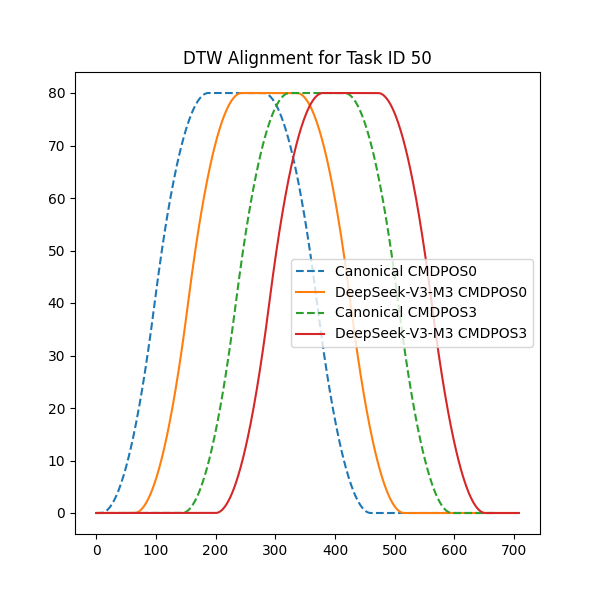 DTW Alignment for Task ID 50
80
70
60
50
40
30
20
10
0
Canonical CMDPOS0
DeepSeek-V3-M3 CMDPOS0
Canonical CMDPOS3
DeepSeek-V3-M3 CMDPOS3
0 100 200 300 400 500 600 700